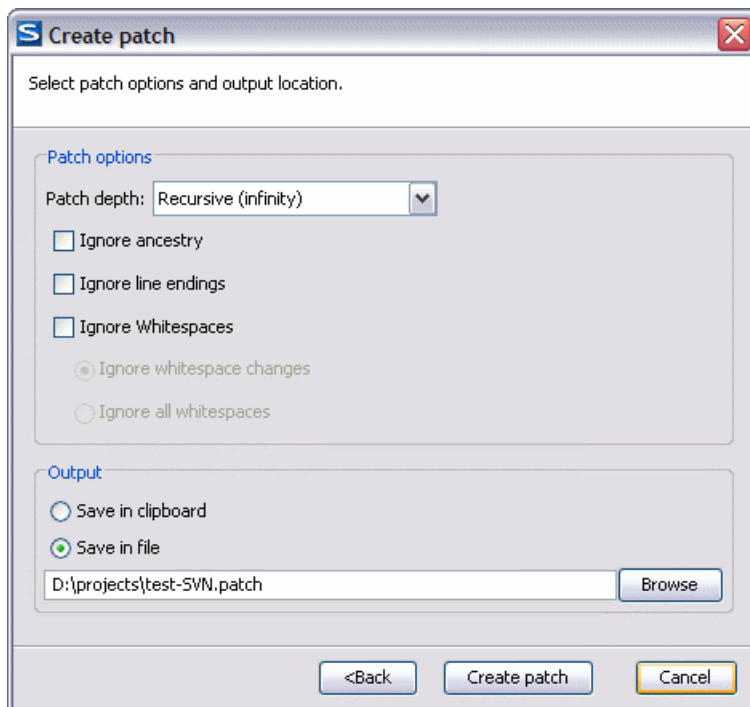 S Create patch
Select patch options and output location.
Patch options
Patch depth: Recursive (infinity)
Ignore ancestry
Ignore line endings
Ignore Whitespaces
Ignore whitespace changes
Ignore all whitespaces
Output
Save in clipboard
Save in file
D:\projects\test-SVN.patch Browse
<Back Create patch Cancel